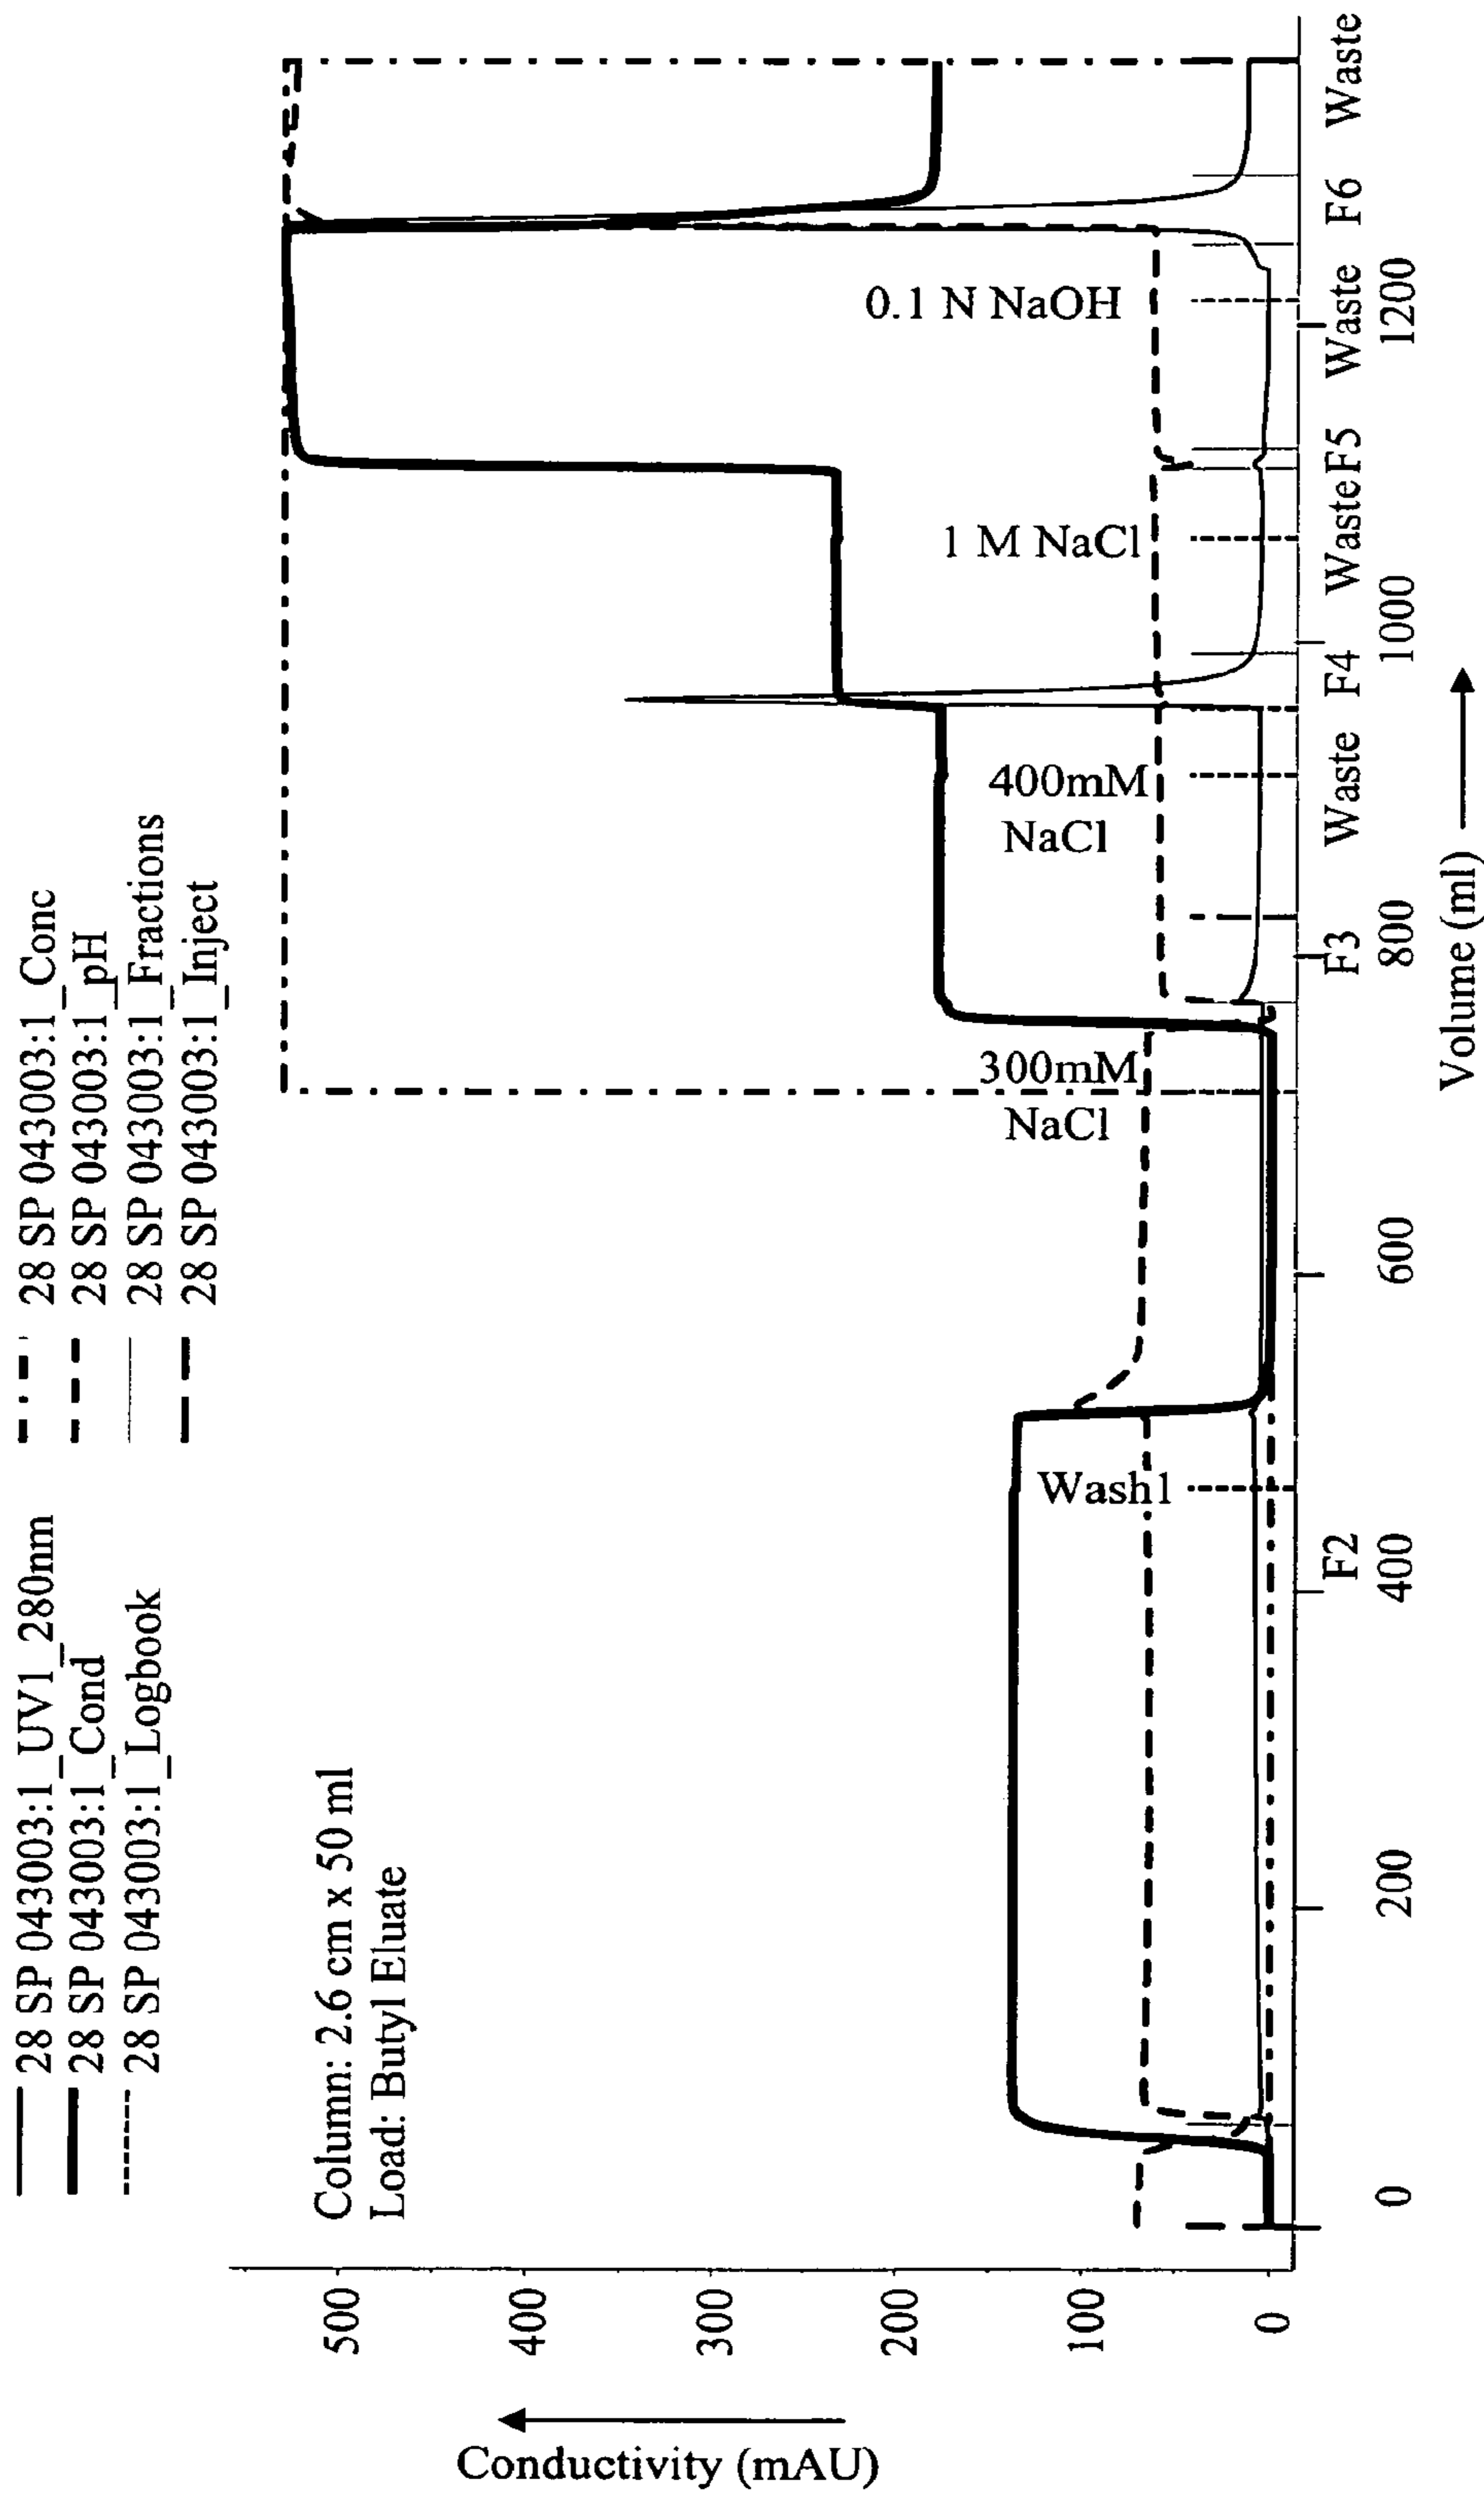 28 SP 043003:1_UV1_280nm
28 SP 043003:1_Cond
28 SP 043003:1_Logbook
28 SP 043003:1_Conc
28 SP 043003:1_pH
28 SP 043003:1_Fractions
28 SP 043003:1_Inject
Column: 2.6 cm x 50 ml
Load: Butyl Eluate
Conductivity (mAU)
500
400
300
200
100
0
Wash1
300mM
NaCl
400mM
NaCl
1 M NaCl
0.1 N NaOH
F2
F3
Waste
F4
Waste
F5
Waste
F6
Waste
0
200
400
600
800
1000
1200
Volume (ml)